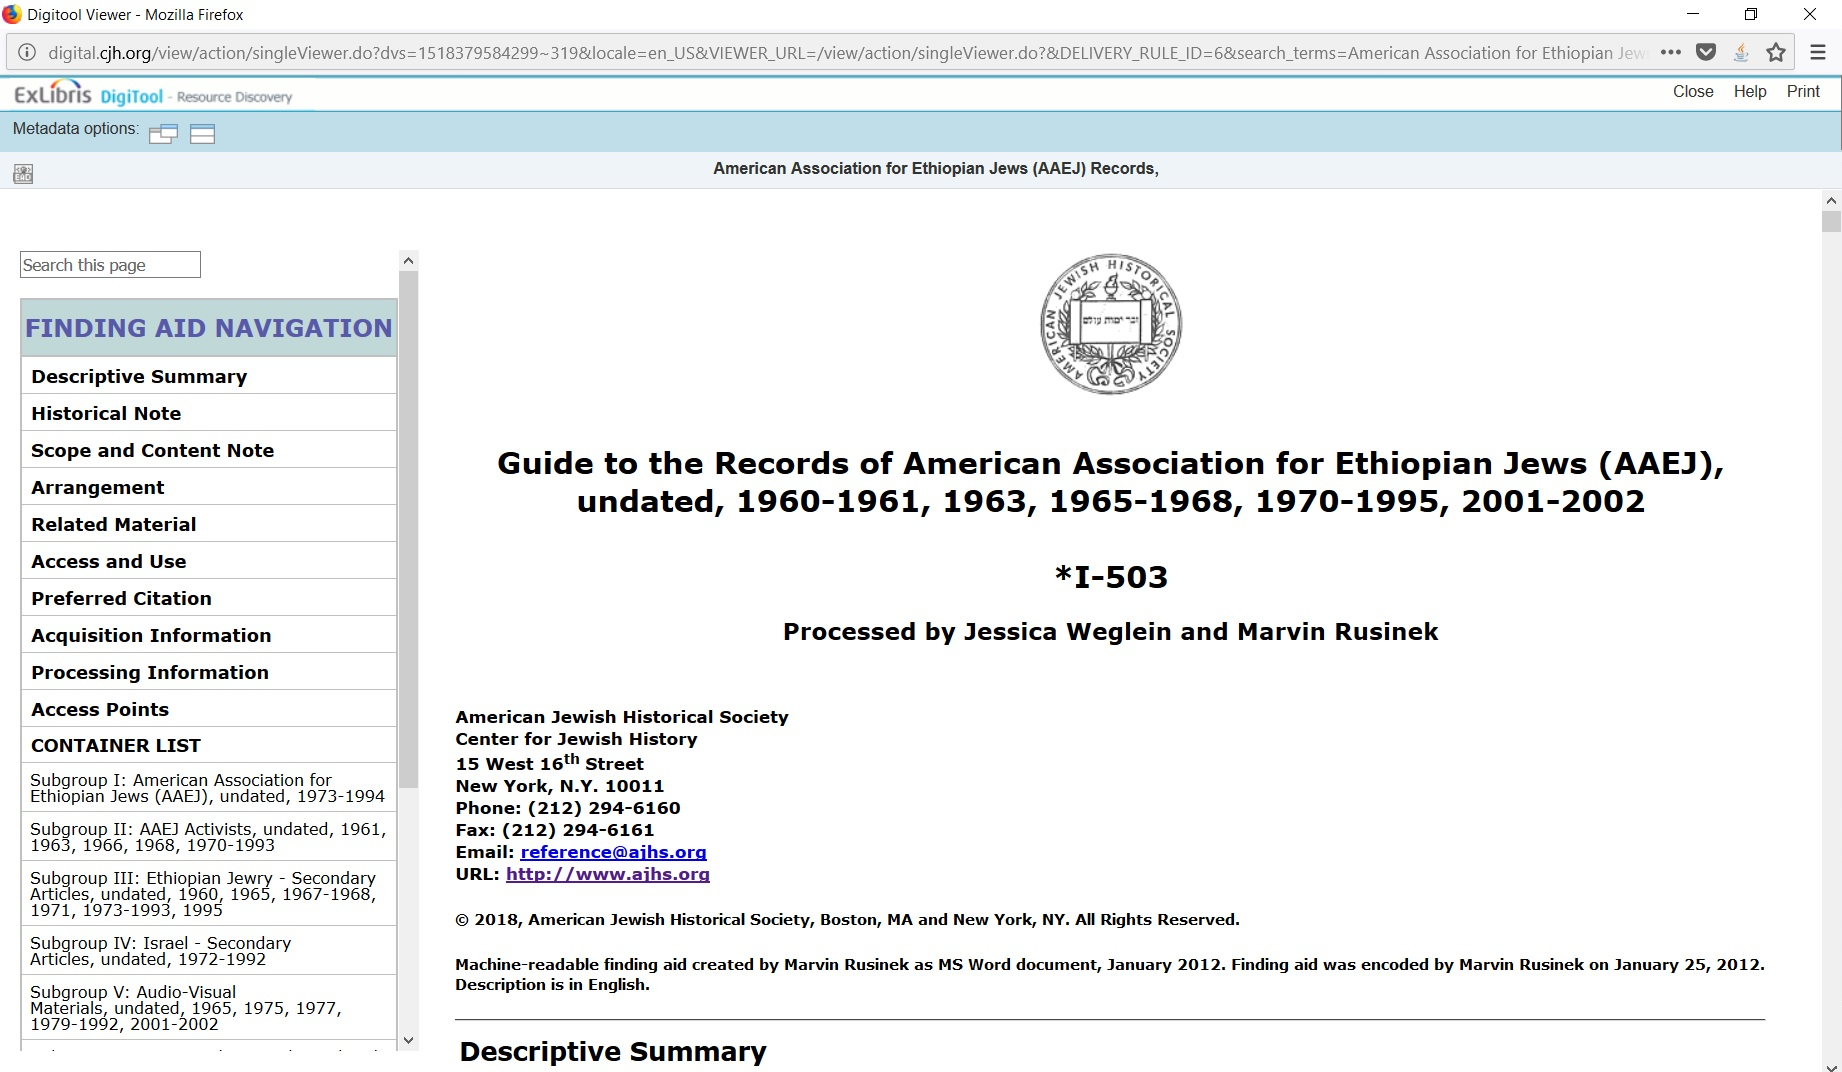 Digitool Viewer - Mozilla Firefox
digital.cjh.org/view/action/singleViewer.do?dvs=1518379584299~319&locale=en_US&VIEWER_URL=/view/action/singleViewer.do?&DELIVERY_RULE_ID=6&search_terms=American Association for Ethiopian Jew
ExLibris DigiTool - Resource Discovery
Close Help Print
Metadata options:
EAD
American Association for Ethiopian Jews (AAEJ) Records,
Search this page
FINDING AID NAVIGATION
Descriptive Summary
Historical Note
Scope and Content Note
Arrangement
Related Material
Access and Use
Preferred Citation
Acquisition Information
Processing Information
Access Points
CONTAINER LIST
Subgroup I: American Association for
Ethiopian Jews (AAEJ), undated, 1973-1994
Subgroup II: AAEJ Activists, undated, 1961,
1963, 1966, 1968, 1970-1993
Subgroup III: Ethiopian Jewry - Secondary
Articles, undated, 1960, 1965, 1967-1968,
1971, 1973-1993, 1995
Subgroup IV: Israel - Secondary
Articles, undated, 1972-1992
Subgroup V: Audio-Visual
Materials, undated, 1965, 1975, 1977,
1979-1992, 2001-2002
AMERICAN JEWISH HISTORICAL SOCIETY
זכר ימות עולם
Guide to the Records of American Association for Ethiopian Jews (AAEJ),
undated, 1960-1961, 1963, 1965-1968, 1970-1995, 2001-2002
*I-503
Processed by Jessica Weglein and Marvin Rusinek
American Jewish Historical Society
Center for Jewish History
15 West 16th Street
New York, N.Y. 10011
Phone: (212) 294-6160
Fax: (212) 294-6161
Email: reference@ajhs.org
URL: http://www.ajhs.org
© 2018, American Jewish Historical Society, Boston, MA and New York, NY. All Rights Reserved.
Machine-readable finding aid created by Marvin Rusinek as MS Word document, January 2012. Finding aid was encoded by Marvin Rusinek on January 25, 2012.
Description is in English.
Descriptive Summary